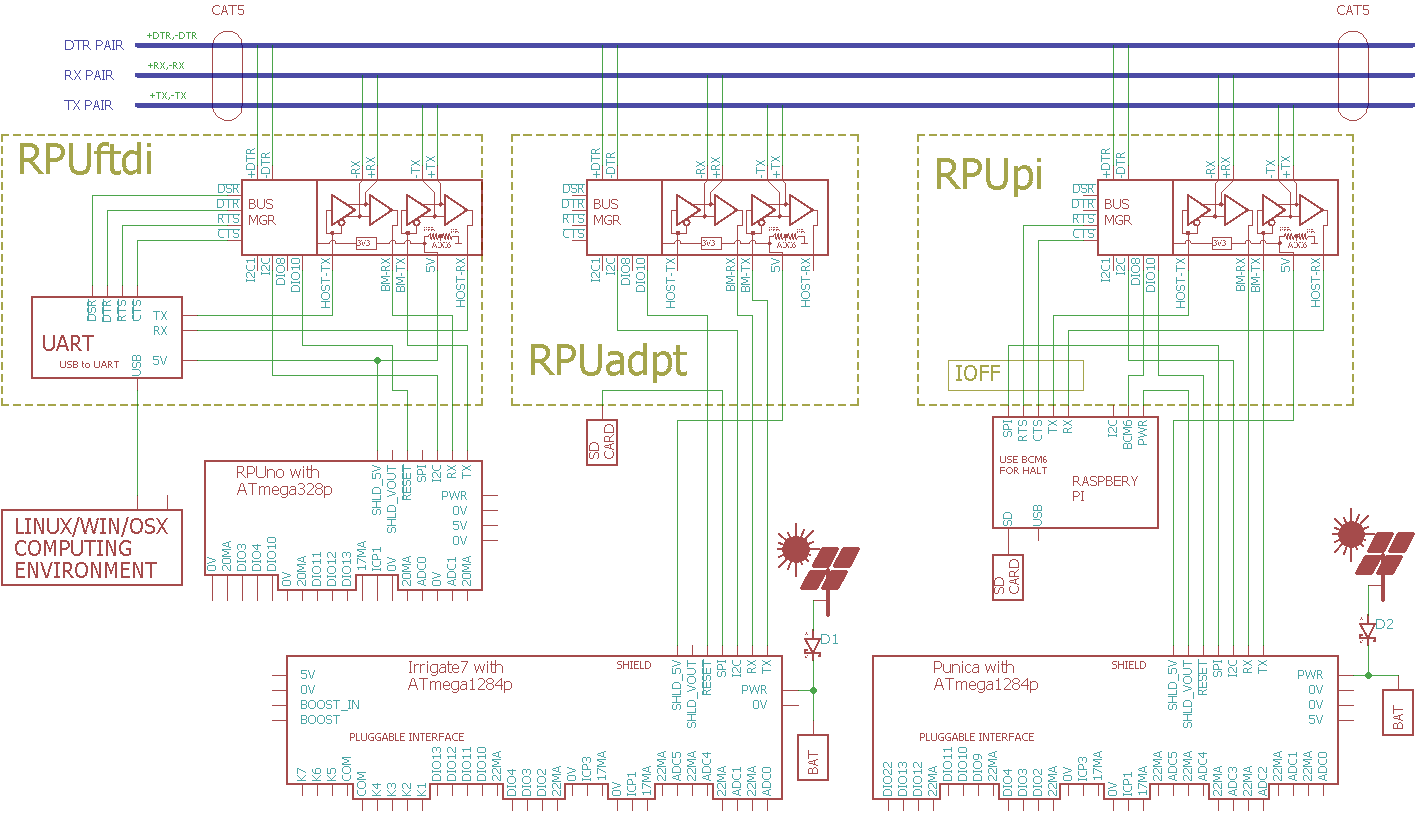 CAT5
CAT5
DTR PAIR
+DTR,-DTR
RX PAIR
+RX,-RX
TX PAIR
+TX,-TX
RPUftdi
+DTR
-DTR
-RX
+RX
-TX
+TX
DSR
DTR
RTS
CTS
BUS
MGR
3V3
ADC6
I2C1
I2C
DIO8
DIO10
HOST-TX
BM-RX
BM-TX
5V
HOST-RX
DSR
DTR
RTS
CTS
TX
RX
5V
UART
USB to UART
USB
+DTR
-DTR
-RX
+RX
-TX
+TX
DSR
DTR
RTS
CTS
BUS
MGR
3V3
ADC6
I2C1
I2C
DIO8
DIO10
HOST-TX
BM-RX
BM-TX
5V
HOST-RX
RPUadpt
SD
CARD
RPUpi
+DTR
-DTR
-RX
+RX
-TX
+TX
DSR
DTR
RTS
CTS
BUS
MGR
3V3
ADC6
I2C1
I2C
DIO8
DIO10
HOST-TX
BM-RX
BM-TX
5V
HOST-RX
IOFF
SPI
RTS
CTS
TX
RX
I2C
BCM6
PWR
USE BCM6
FOR HALT
RASPBERY
PI
SD
USB
SD
CARD
LINUX/WIN/OSX
COMPUTING
ENVIRONMENT
RPUno with
ATmega328p
SHLD_5V
SHLD_VOUT
RESET
SPI
I2C
RX
TX
PWR
0V
5V
0V
0V
20MA
DIO3
DIO4
DIO10
0V
20MA
DIO11
DIO12
DIO13
17MA
ICP1
0V
20MA
ADC0
0V
ADC1
20MA
D1
BAT
Irrigate7 with
ATmega1284p
SHIELD
SHLD_5V
SHLD_VOUT
RESET
SPI
I2C
RX
TX
PWR
0V
5V
0V
BOOST_IN
BOOST
PLUGGABLE INTERFACE
K7
K6
K5
COM
COM
K4
K3
K2
K1
DIO13
DIO12
DIO11
DIO10
22MA
DIO4
DIO3
DIO2
22MA
0V
ICP3
17MA
0V
ICP1
17MA
22MA
ADC5
22MA
ADC4
22MA
ADC1
22MA
ADC0
D2
BAT
Punica with
ATmega1284p
SHIELD
SHLD_5V
SHLD_VOUT
RESET
SPI
I2C
RX
TX
PWR
0V
0V
5V
PLUGGABLE INTERFACE
DIO22
DIO13
DIO12
22MA
DIO11
DIO10
DIO9
22MA
DIO4
DIO3
DIO2
22MA
0V
ICP3
17MA
0V
ICP1
17MA
22MA
ADC5
22MA
ADC4
22MA
ADC3
22MA
ADC2
22MA
ADC1
22MA
ADC0